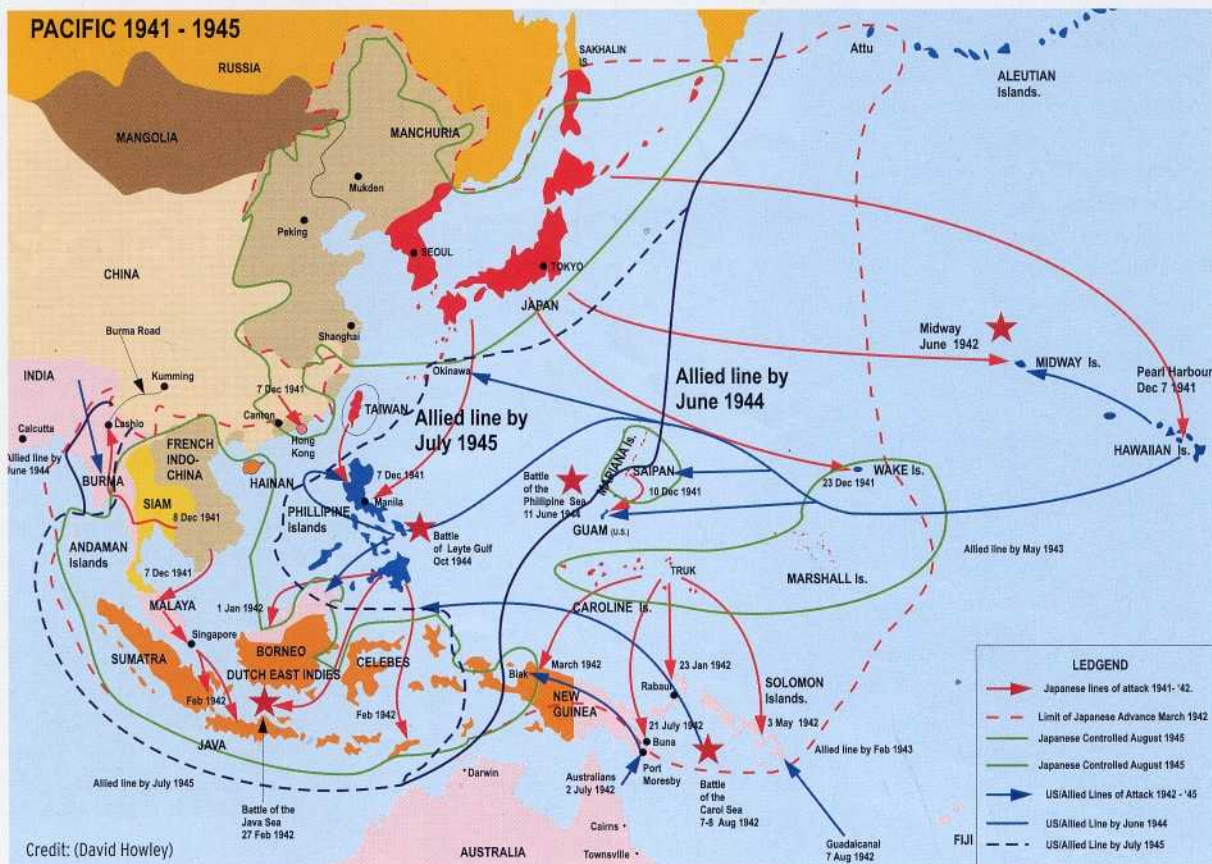 PACIFIC 1941 - 1945
RUSSIA
SAKHALIN
IS.
Attu
ALEUTIAN
Islands.
MANGOLIA
MANCHURIA
Mukden
Peking
SEOUL
TOKYO
CHINA
JAPAN
Burma Road
Shanghai
Midway
June 1942
MIDWAY Is.
Pearl Harbour
Dec 7 1941
INDIA
Kumming
Okinawa
7 Dec 1941
TAIWAN
Allied line by
July 1945
Allied line by
June 1944
Calcutta
Lashio
Canton
Hong
Kong
HAWAIIAN Is.
Allied line by
June 1944
FRENCH
INDO-
CHINA
BURMA
SIAM
HAINAN
7 Dec 1941
Manila
PHILLIPINE
islands
Battle
of the
Phillipine Sea
11 June 1944
MARIANA Is.
SAIPAN
10 Dec 1941
WAKE Is.
23 Dec 1941
8 Dec 1941
GUAM (U.S.)
ANDAMAN
Islands
Battle
of Leyte Gulf
Oct 1944
Allied line by May 1943
7 Dec 1941
TRUK
MARSHALL Is.
MALAYA
1 Jan 1942
CAROLINE Is.
Singapore
SUMATRA
BORNEO
DUTCH EAST INDIES
CELEBES
Biak
March 1942
23 Jan 1942
Rabaul
NEW
GUINEA
SOLOMON
Islands.
Feb 1942
Feb 1942
JAVA
21 July 1942
Buna
Port
Moresby
3 May 1942
Allied line by Feb 1943
Allied line by July 1945
Darwin
Australians
2 July 1942
Battle
of the
Carol Sea
7-8 Aug 1942
Battle of the
Java Sea
27 Feb 1942
Cairns
Townsville
AUSTRALIA
Guadalcanal
7 Aug 1942
FIJI
LEDGEND
Japanese lines of attack 1941- '42.
Limit of Japanese Advance March 1942
Japanese Controlled August 1945
Japanese Controlled August 1945
US/Allied Lines of Attack 1942 - '45
US/Allied Line by June 1944
US/Allied Line by July 1945
Credit: (David Howley)